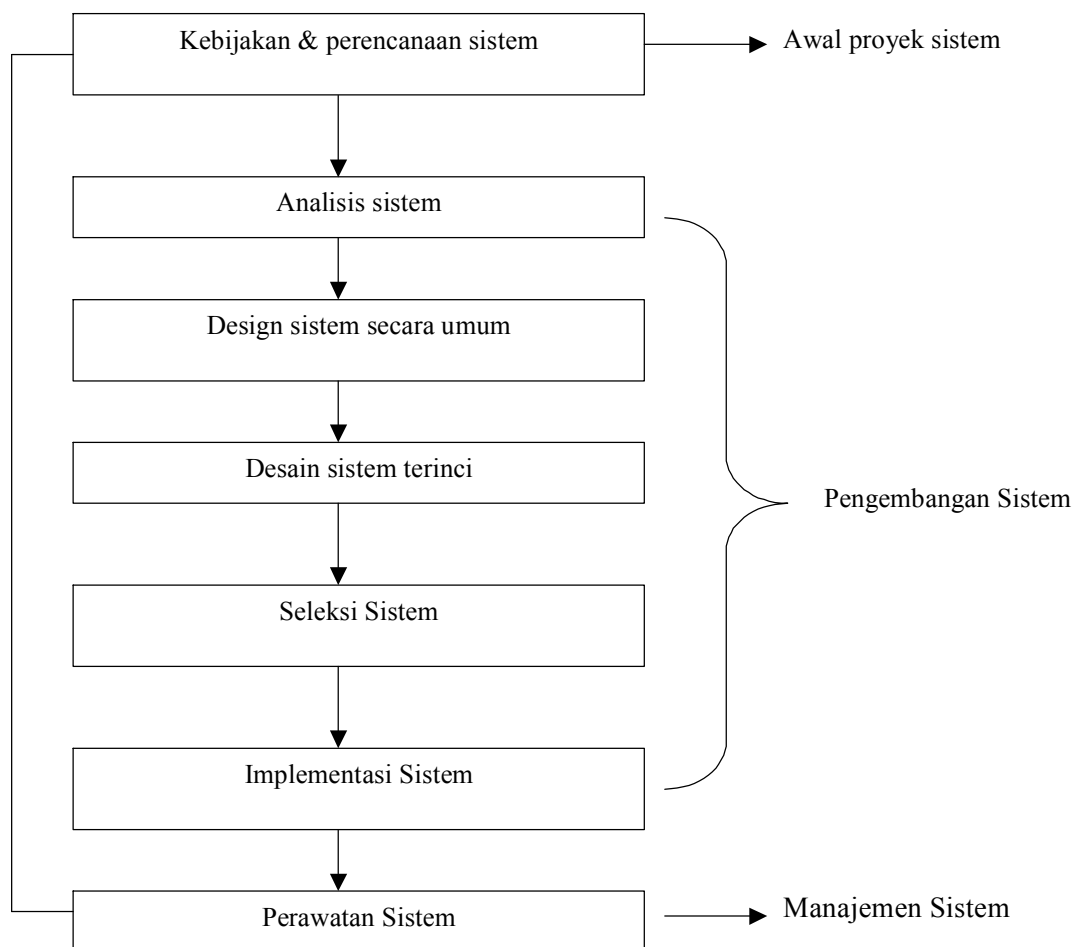 Kebijakan & perencanaan sistem
Awal proyek sistem
Analisis sistem
Design sistem secara umum
Desain sistem terinci
Pengembangan Sistem
Seleksi Sistem
Implementasi Sistem
Perawatan Sistem
Manajemen Sistem